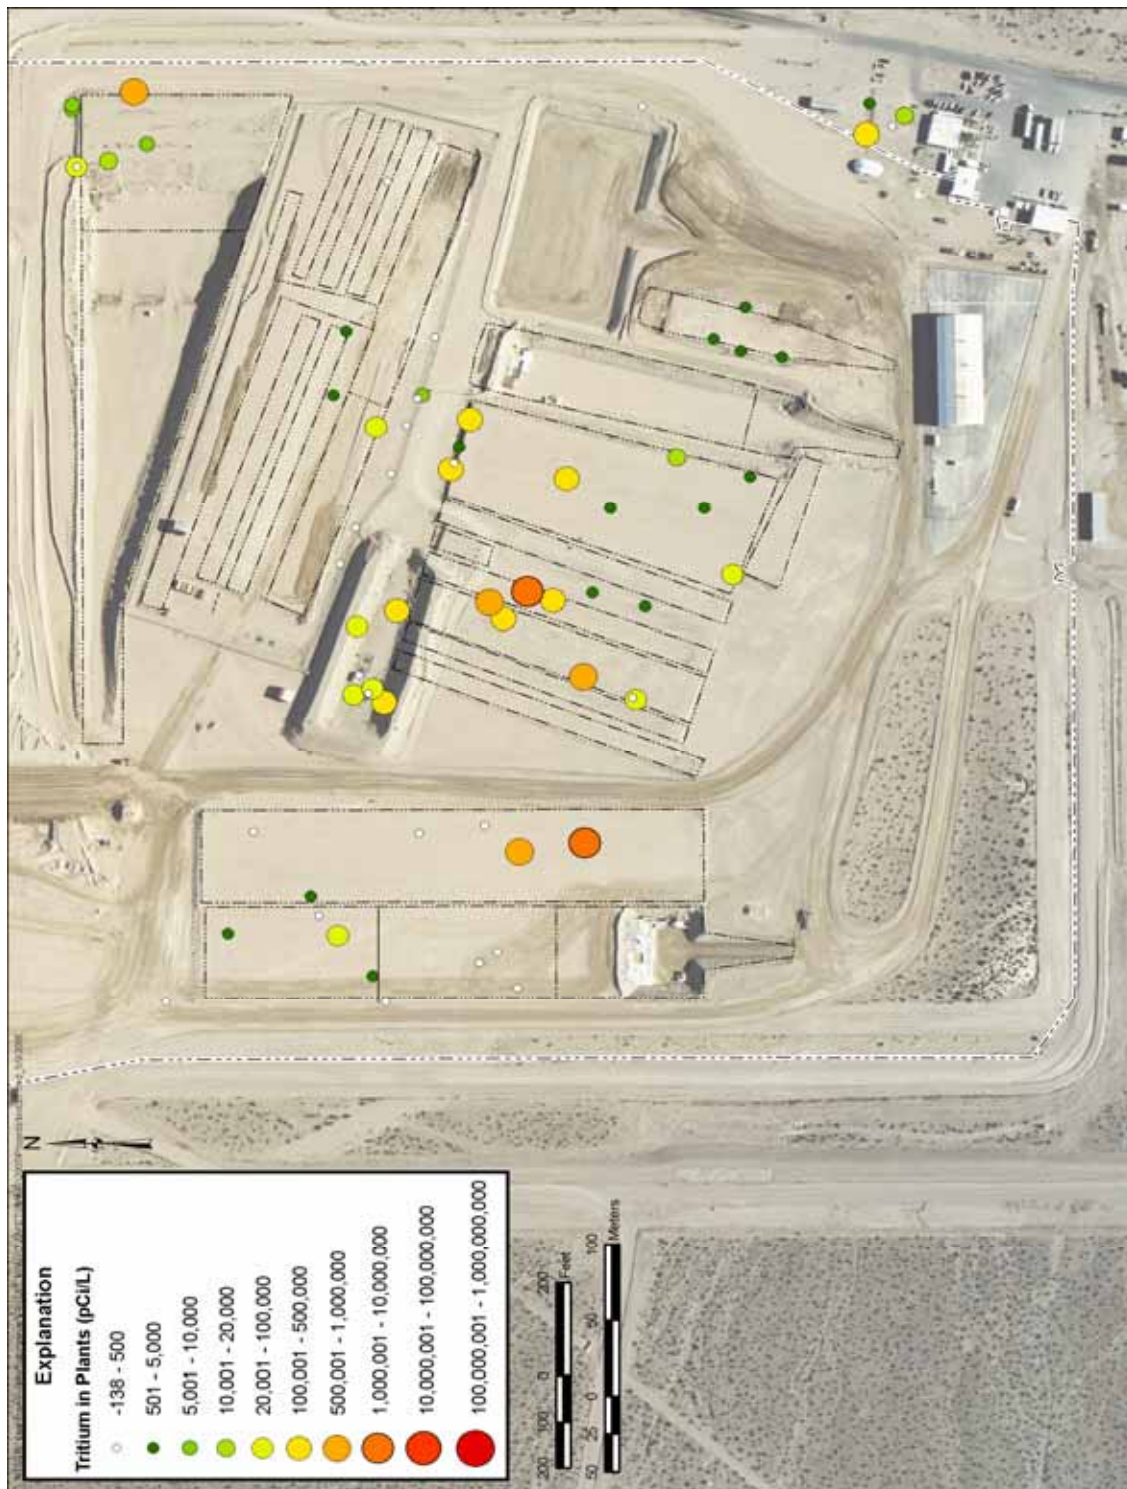 Explanation
Tritium in Plants (pCi/L)
-138 - 500
501 - 5,000
5,001 - 10,000
10,001 - 20,000
20,001 - 100,000
100,001 - 500,000
500,001 - 1,000,000
1,000,001 - 10,000,000
10,000,001 - 100,000,000
100,000,001 - 1,000,000,000
N
200 100 0 200
Feet
50 25 0 50 100
Meters